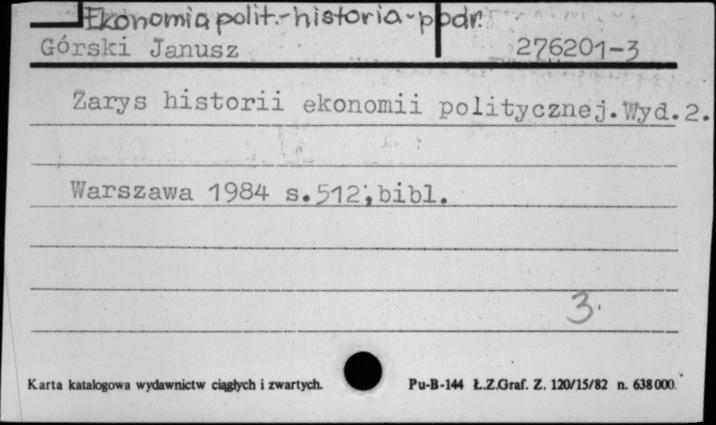 Ekonomia polit.-historia-podr.
Górski Janusz 276201-3
Zarys historii ekonomii politycznej. Wyd. 2.
Warszawa 1984 s. 512, bibl.
3.
Karta katalogowa wydawnictw ciągłych i zwartych. Pu-B-144 Ł.Z.Graf. Z. 120/15/82 n. 638000.